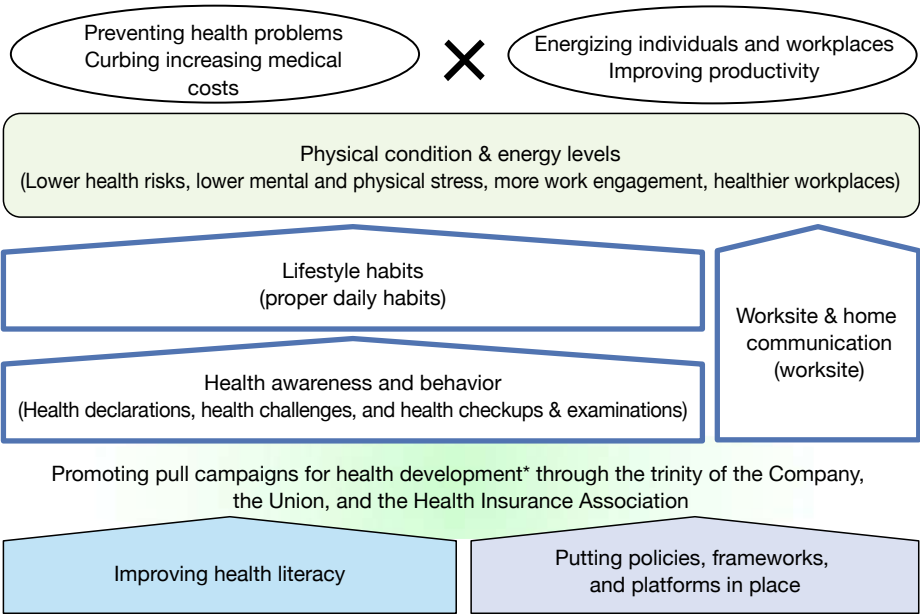 Preventing health problems
Curbing increasing medical
costs
×
Energizing individuals and workplaces
Improving productivity
Physical condition & energy levels
(Lower health risks, lower mental and physical stress, more work engagement, healthier workplaces)
Lifestyle habits
(proper daily habits)
Worksite & home
communication
(worksite)
Health awareness and behavior
(Health declarations, health challenges, and health checkups & examinations)
Promoting pull campaigns for health development* through the trinity of the Company,
the Union, and the Health Insurance Association
Improving health literacy
Putting policies, frameworks,
and platforms in place